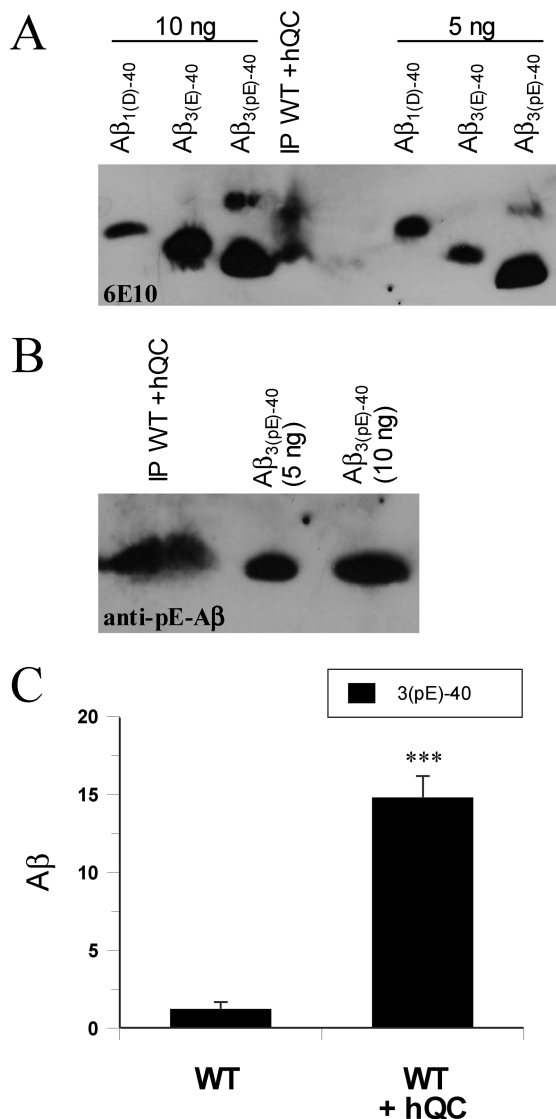 A
10 ng
5 ng
Aβ1(D)-40
Aβ3(E)-40
Aβ3(pE)-40
IP WT +hQC
Aβ1(D)-40
Aβ3(E)-40
Aβ3(pE)-40
6E10
B
IP WT +hQC
Aβ3(pE)-40
(5 ng)
Aβ3(pE)-40
(10 ng)
anti-pE-Aβ
C
3(pE)-40
20
15
10
5
0
Aβ
***
WT
WT
+ hQC